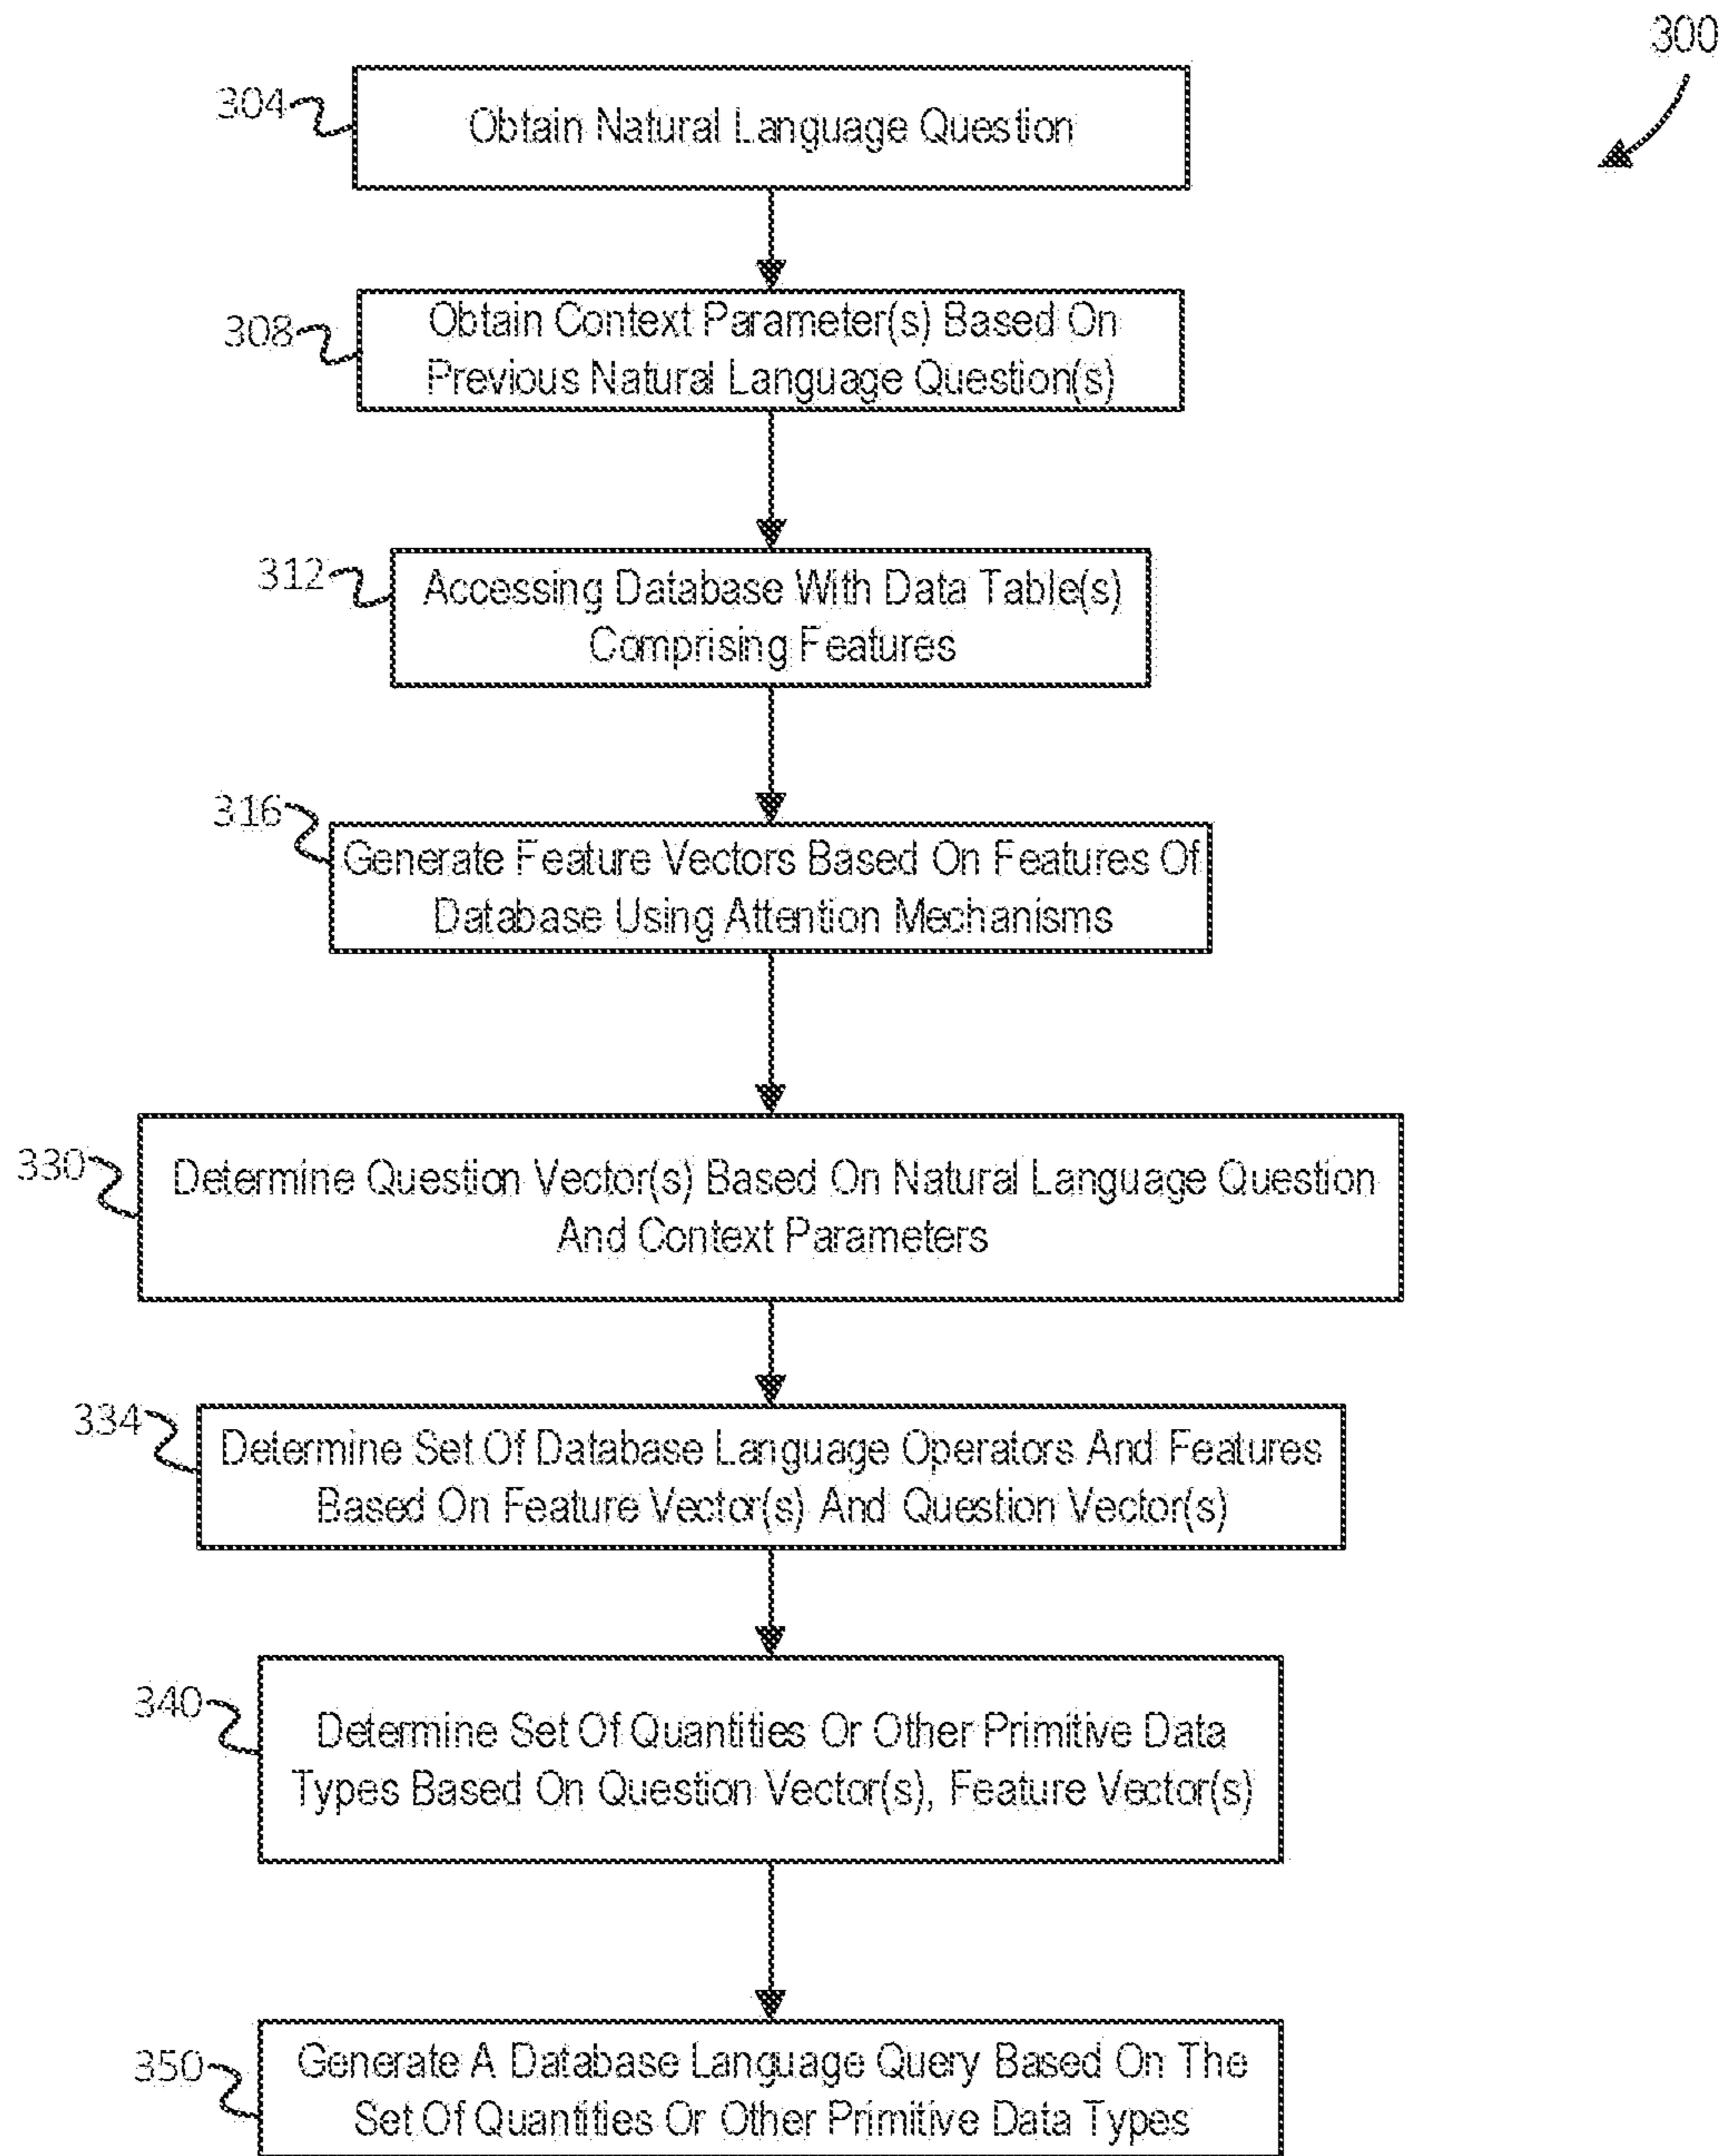 300
304
Obtain Natural Language Question
308
Obtain Context Parameter(s) Based On
Previous Natural Language Question(s)
312
Accessing Database With Data Table(s)
Comprising Features
316
Generate Feature Vectors Based On Features Of
Database Using Attention Mechanisms
330
Determine Question Vector(s) Based On Natural Language Question
And Context Parameters
334
Determine Set Of Database Language Operators And Features
Based On Feature Vector(s) And Question Vector(s)
340
Determine Set Of Quantities Or Other Primitive Data
Types Based On Question Vector(s), Feature Vector(s)
350
Generate A Database Language Query Based On The
Set Of Quantities Or Other Primitive Data Types